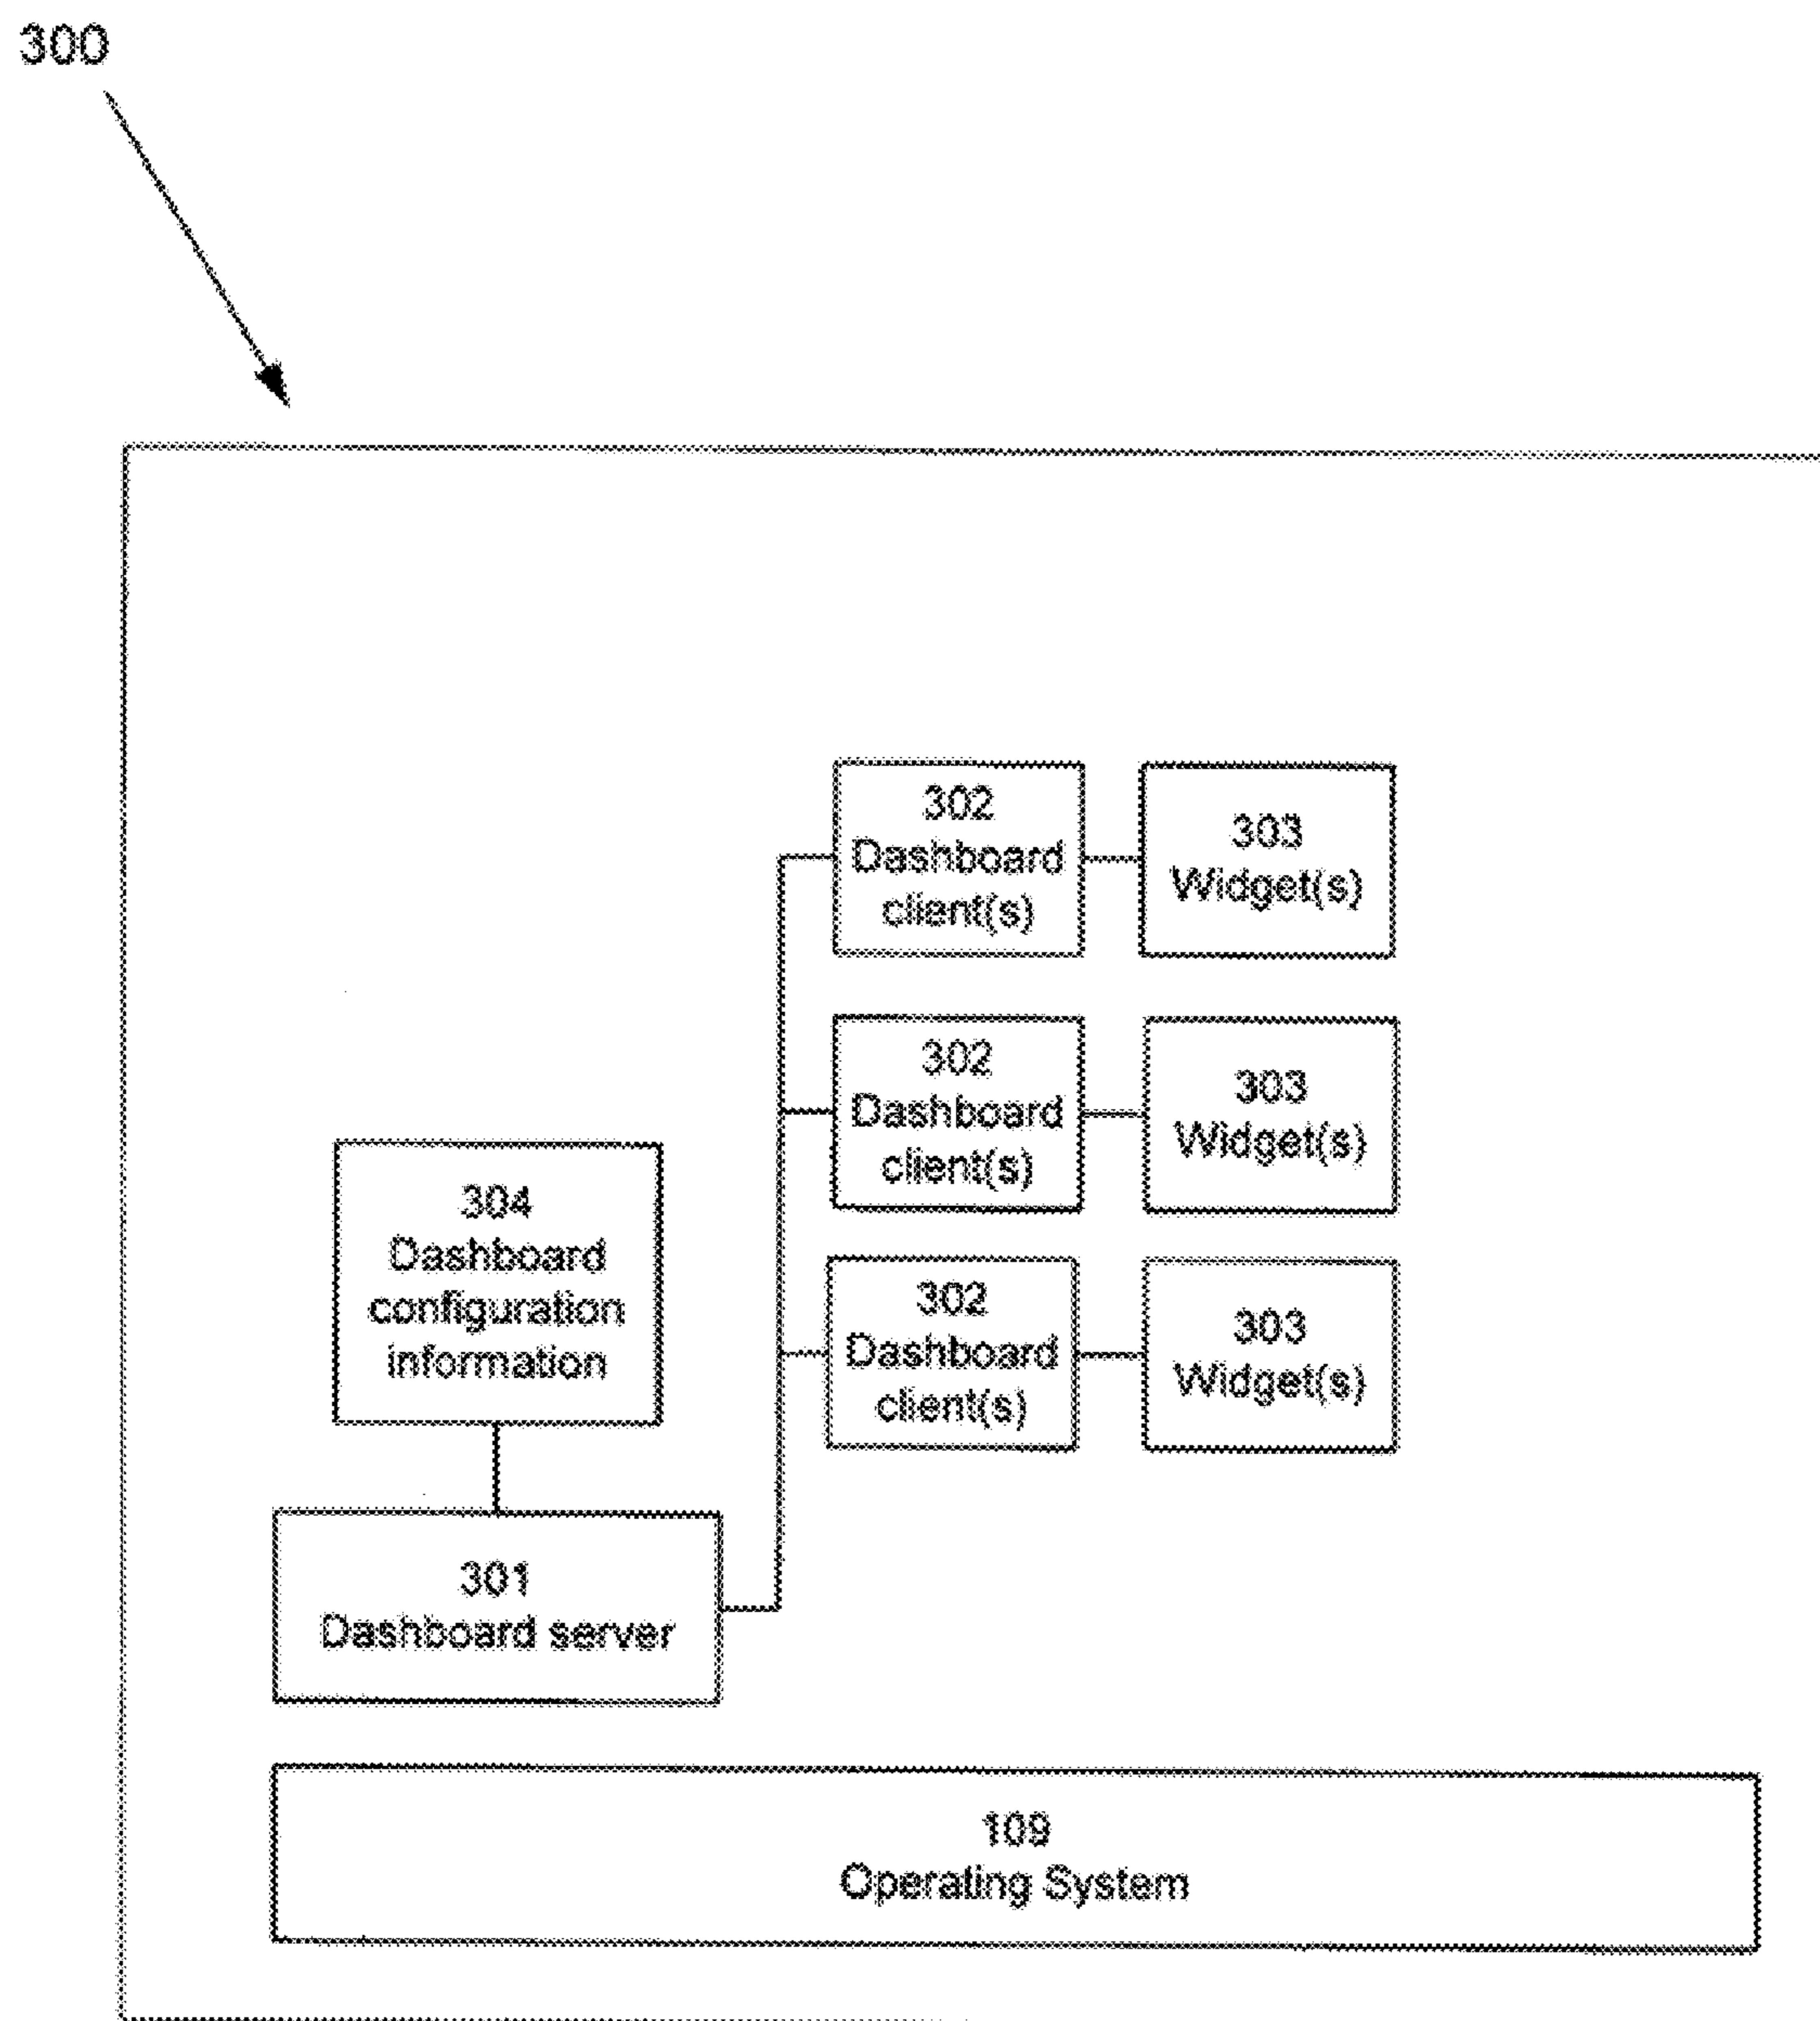 300
302
Dashboard
client(s)
303
Widget(s)
302
Dashboard
client(s)
303
Widget(s)
304
Dashboard
configuration
information
302
Dashboard
client(s)
303
Widget(s)
301
Dashboard server
109
Operating System